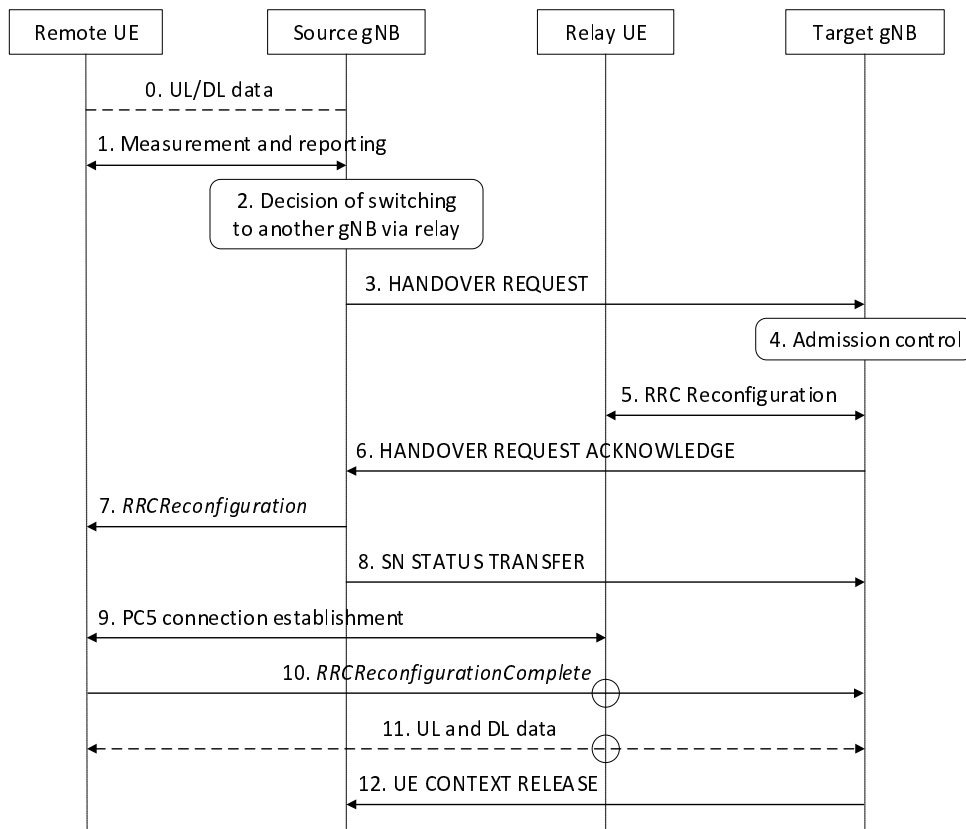 Remote UE
Source gNB
Relay UE
Target gNB
0. UL/DL data
1. Measurement and reporting
2. Decision of switching
to another gNB via relay
3. HANDOVER REQUEST
4. Admission control
5. RRC Reconfiguration
6. HANDOVER REQUEST ACKNOWLEDGE
7. RRCReconfiguration
8. SN STATUS TRANSFER
9. PC5 connection establishment
10. RRCReconfigurationComplete
11. UL and DL data
12. UE CONTEXT RELEASE